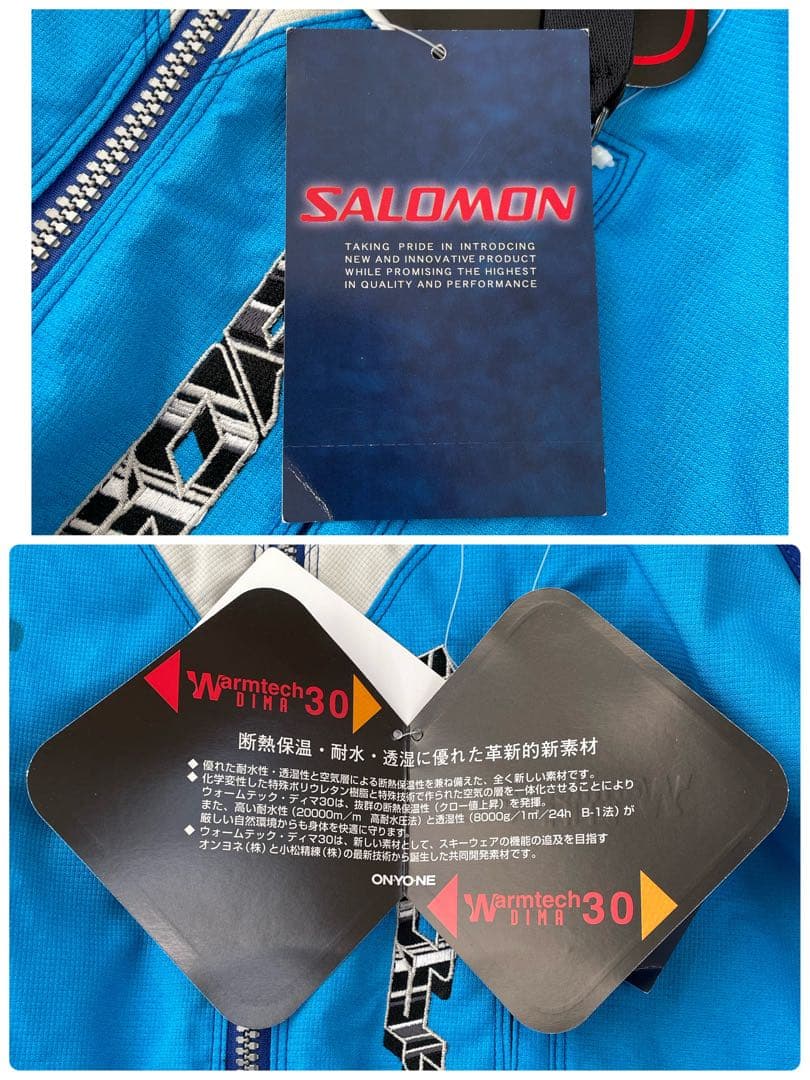 SALOMON
TAKING PRIDE IN INTRODCING
NEW AND INNOVATIVE PRODUCT
WHILE PROMISING THE HIGHEST
IN QUALITY AND PERFORMANCE
Warmtech 30
DIMA
断熱保温・耐水・透湿に優れた革新的新素材
◆ 優れた耐水性・透湿性と空気層による断熱保温性を兼ね備えた、全く新しい素材です。
◆ 化学変性した特殊ポリウレタン樹脂と特殊技術で作られた空気の層を一体化させることにより
ウォームテック・ディマ30は、抜群の断熱保温性(クロー値上昇)を発揮。
また、高い耐水性(20000m/m 高耐水圧法)と透湿性(8000g/1㎡/24h B-1法)が
厳しい自然環境からも身体を快適に守ります。
◆ ウォームテック・ディマ30は、新しい素材として、スキーウェアの機能の追及を目指す
オンヨネ(株)と小松精練(株)の最新技術から誕生した共同開発素材です。
ON・YO・NE
Warmtech 30
DIMA